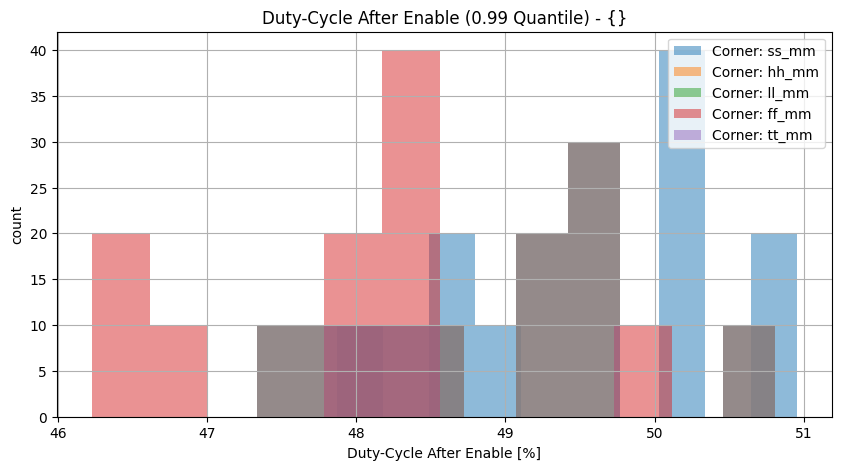 Duty-Cycle After Enable (0.99 Quantile) - {}
40
35
30
25
20
15
10
5
0
count
Corner: ss_mm
Corner: hh_mm
Corner: ll_mm
Corner: ff_mm
Corner: tt_mm
46 47 48 49 50 51
Duty-Cycle After Enable [%]